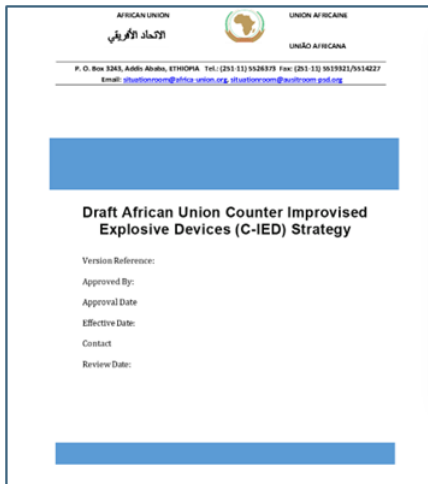 AFRICAN UNION
UNION AFRICAINE
الاتحاد الأفريقي
UNIÃO AFRICANA
P. O. Box 3243, Addis Ababa, ETHIOPIA Tel.: (251-11) 5526373 Fax: (251-11) 5519321/5514227
Email: situationroom@africa-union.org, situationroom@ausitroom-psd.org
Draft African Union Counter Improvised
Explosive Devices (C-IED) Strategy
Version Reference:
Approved By:
Approval Date
Effective Date:
Contact
Review Date: